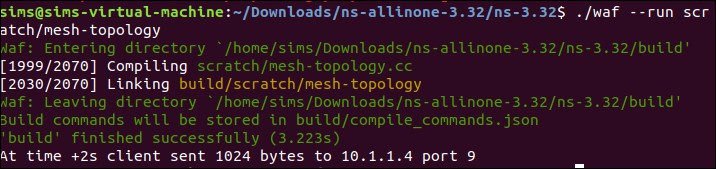 sims@sims-virtual-machine:~/Downloads/ns-allinone-3.32/ns-3.32$ ./waf --run scr
atch/mesh-topology
Waf: Entering directory `/home/sims/Downloads/ns-allinone-3.32/ns-3.32/build'
[1999/2070] Compiling scratch/mesh-topology.cc
[2030/2070] Linking build/scratch/mesh-topology
Waf: Leaving directory `/home/sims/Downloads/ns-allinone-3.32/ns-3.32/build'
Build commands will be stored in build/compile_commands.json
'build' finished successfully (3.223s)
At time +2s client sent 1024 bytes to 10.1.1.4 port 9